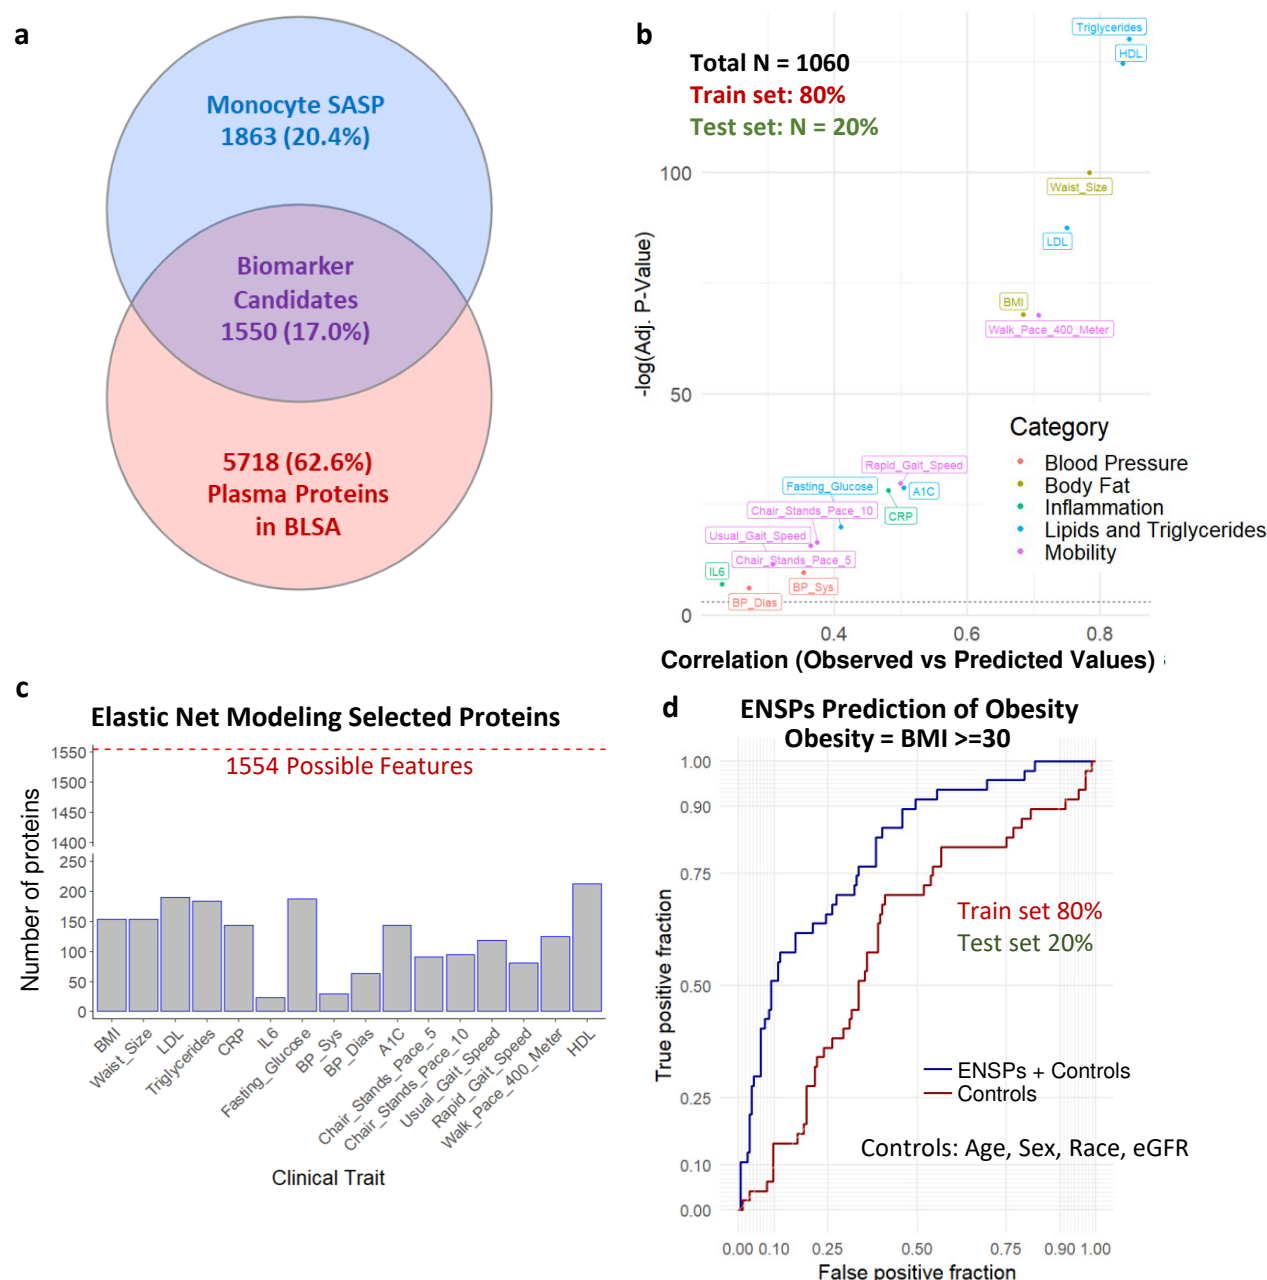 a
Monocyte SASP
1863 (20.4%)
Biomarker
Candidates
1550 (17.0%)
5718 (62.6%)
Plasma Proteins
in BLSA
b
Total N = 1060
Train set: 80%
Test set: N = 20%
-log(Adj. P-Value)
100
50
0
Triglycerides
HDL
Waist_Size
LDL
BMI
Walk_Pace_400_Meter
Rapid_Gait_Speed
Fasting_Glucose
A1C
Chair_Stands_Pace_10
CRP
Usual_Gait_Speed
Chair_Stands_Pace_5
IL6
BP_Sys
BP_Dias
Category
Blood Pressure
Body Fat
Inflammation
Lipids and Triglycerides
Mobility
0.4 0.6 0.8
Correlation (Observed vs Predicted Values)
c
Elastic Net Modeling Selected Proteins
1554 Possible Features
Number of proteins
1550
1500
1450
1400
250
200
150
100
50
0
BMI
Waist_Size
LDL
Triglycerides
CRP
IL6
Fasting_Glucose
BP_Sys
BP_Dias
A1C
Chair_Stands_Pace_5
Chair_Stands_Pace_10
Usual_Gait_Speed
Rapid_Gait_Speed
Walk_Pace_400_Meter
HDL
Clinical Trait
d
ENSPs Prediction of Obesity
Obesity = BMI >=30
True positive fraction
1.00
0.90
0.75
0.50
0.25
0.10
0.00
Train set 80%
Test set 20%
ENSPs + Controls
Controls
Controls: Age, Sex, Race, eGFR
0.00 0.10 0.25 0.50 0.75 0.90 1.00
False positive fraction